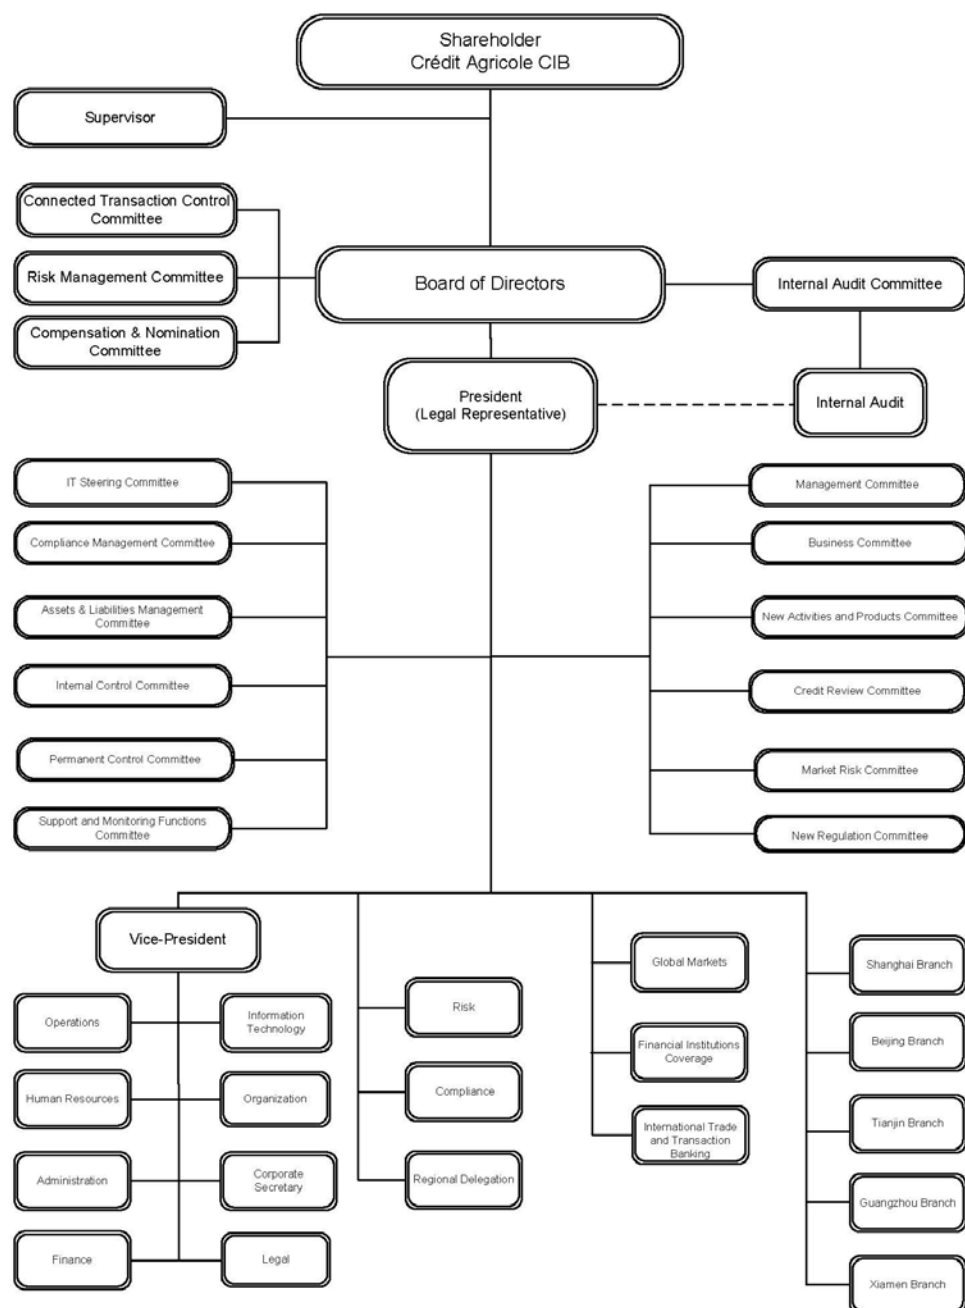 Shareholder
Crédit Agricole CIB
Supervisor
Connected Transaction Control
Committee
Risk Management Committee
Compensation & Nomination
Committee
Board of Directors
Internal Audit Committee
President
(Legal Representative)
Internal Audit
IT Steering Committee
Compliance Management Committee
Assets & Liabilities Management
Committee
Internal Control Committee
Permanent Control Committee
Support and Monitoring Functions
Committee
Management Committee
Business Committee
New Activities and Products Committee
Credit Review Committee
Market Risk Committee
New Regulation Committee
Vice-President
Operations
Information
Technology
Human Resources
Organization
Administration
Corporate
Secretary
Finance
Legal
Risk
Compliance
Regional Delegation
Global Markets
Financial Institutions
Coverage
International Trade
and Transaction
Banking
Shanghai Branch
Beijing Branch
Tianjin Branch
Guangzhou Branch
Xiamen Branch